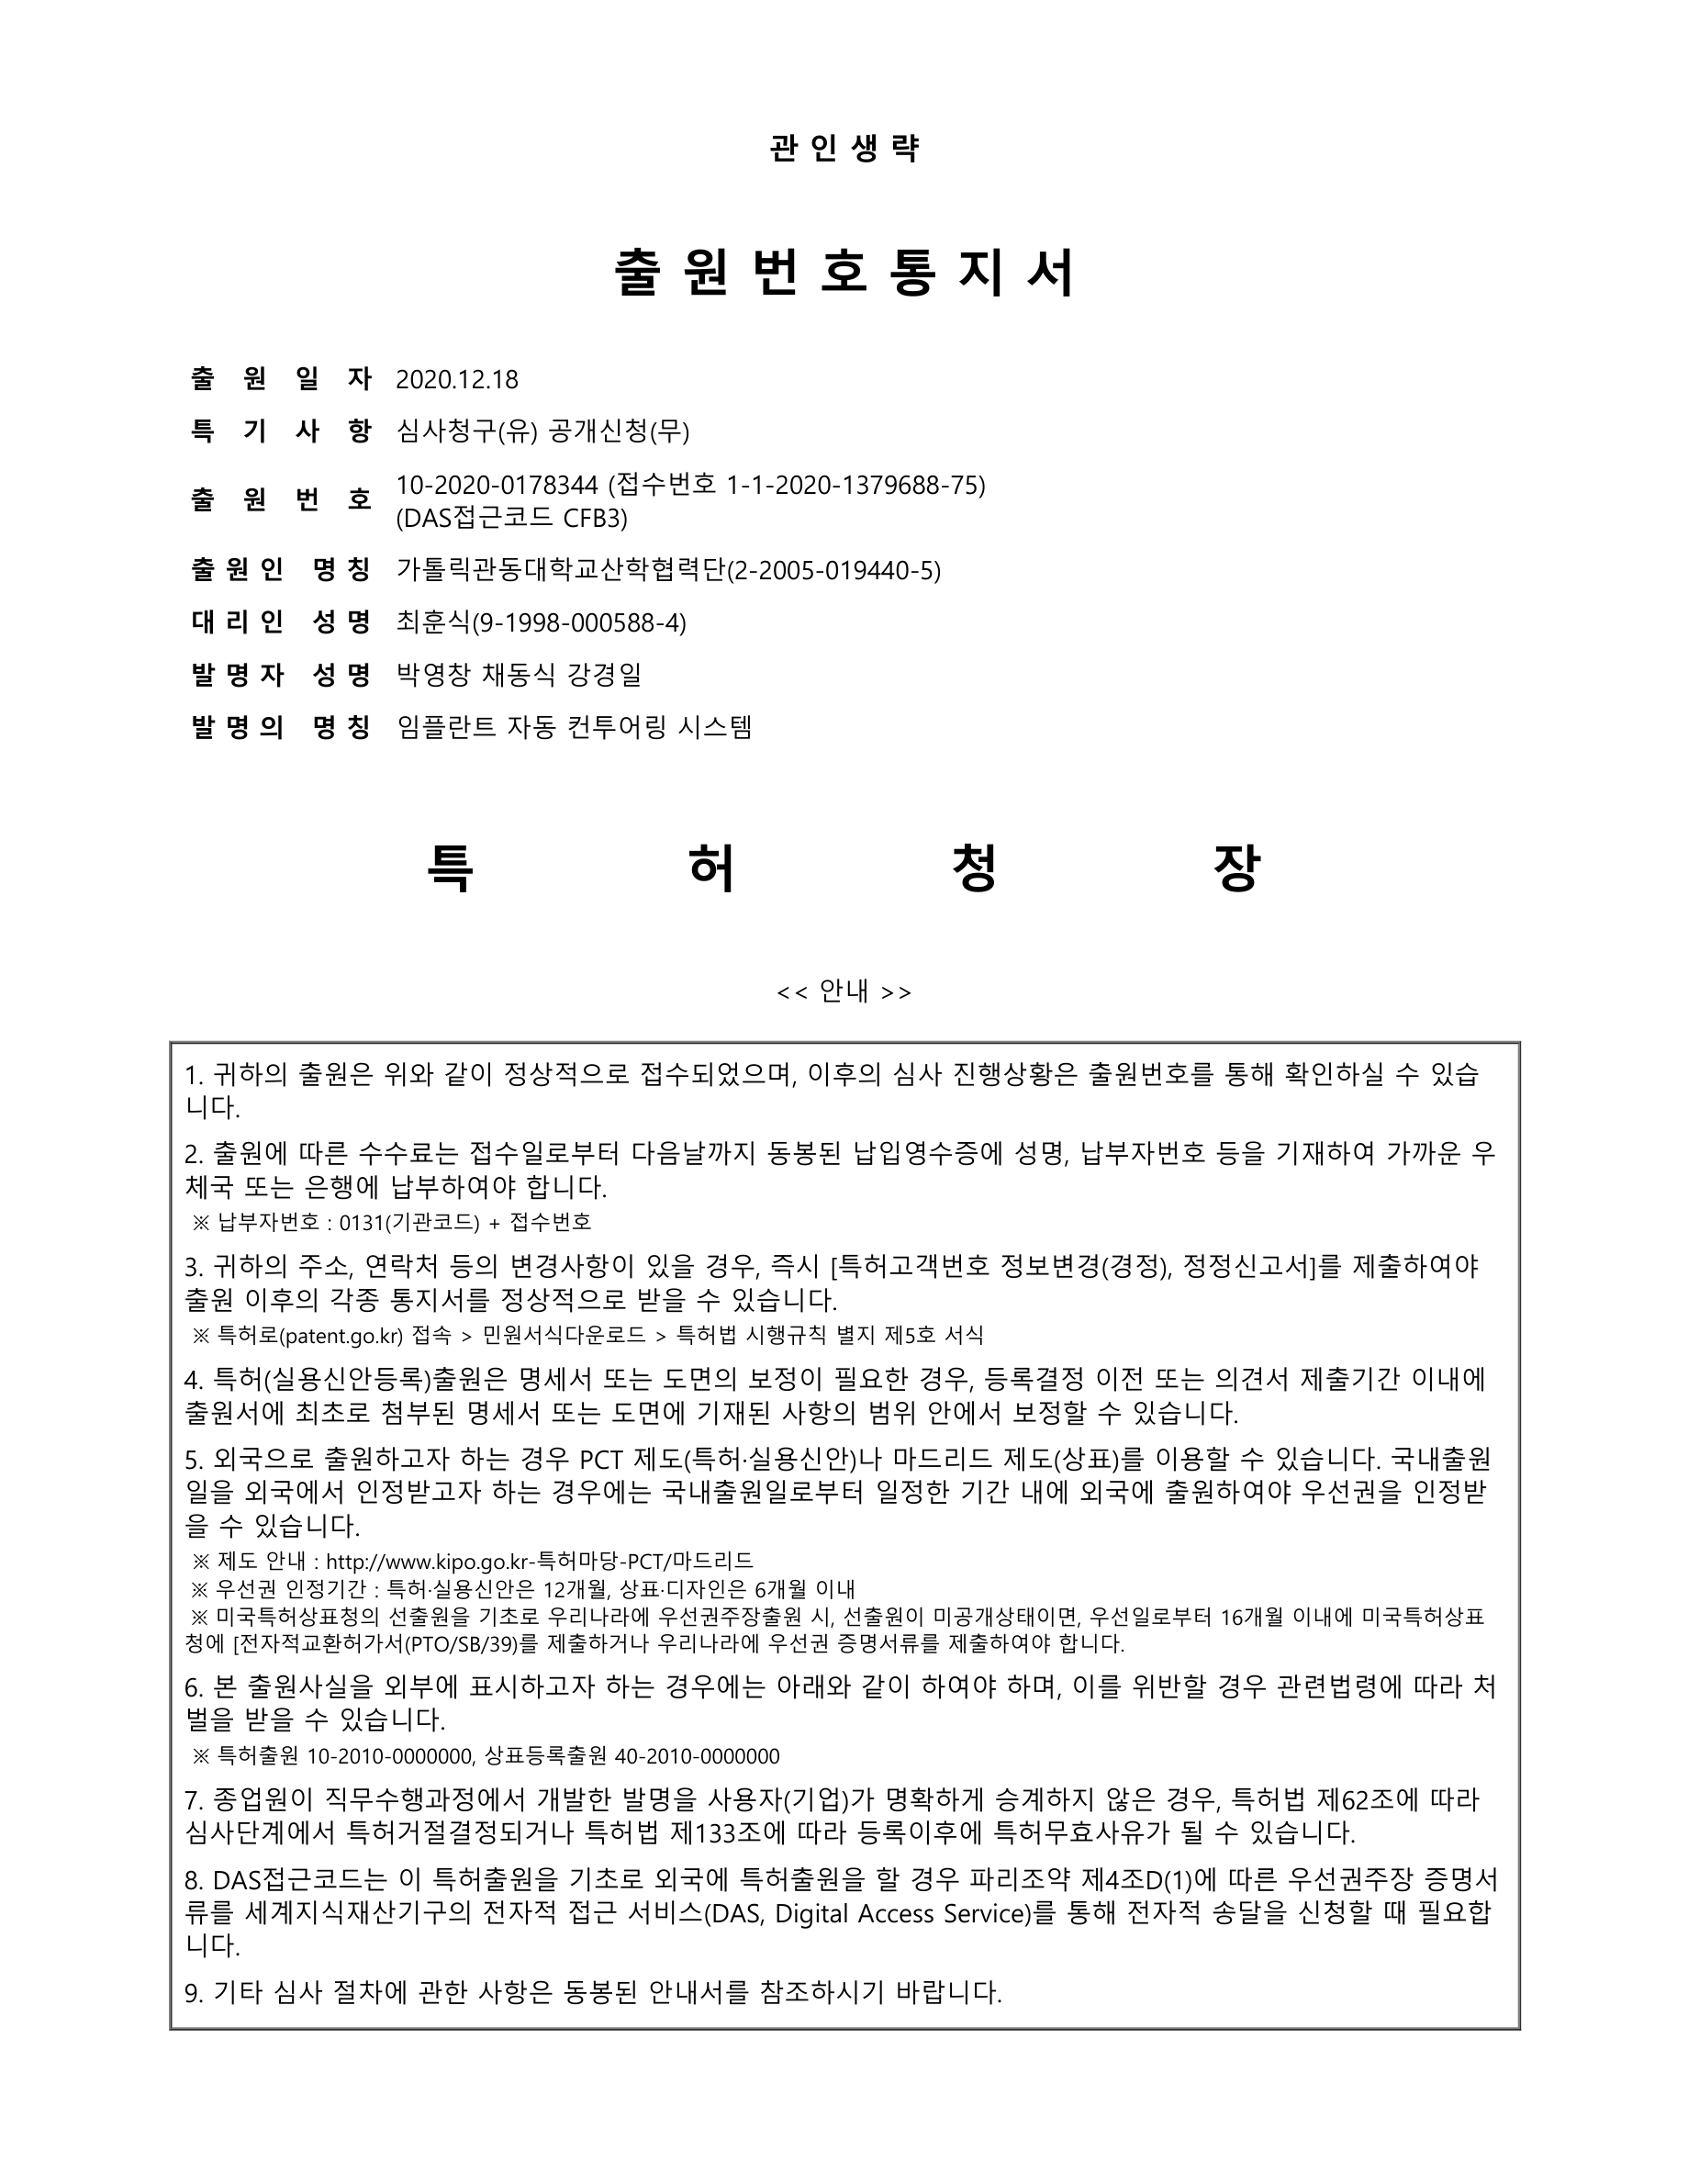 관 인 생 략
출 원 번 호 통 지 서
출 원 일 자 2020.12.18
특 기 사 항 심사청구(유) 공개신청(무)
출 원 번 호 10-2020-0178344 (접수번호 1-1-2020-1379688-75)
(DAS접근코드 CFB3)
출 원 인 명 칭 가톨릭관동대학교산학협력단(2-2005-019440-5)
대 리 인 성 명 최훈식(9-1998-000588-4)
발 명 자 성 명 박영창 채동식 강경일
발 명 의 명 칭 임플란트 자동 컨투어링 시스템
특 허 청 장
<< 안내 >>
1. 귀하의 출원은 위와 같이 정상적으로 접수되었으며, 이후의 심사 진행상황은 출원번호를 통해 확인하실 수 있습
니다.
2. 출원에 따른 수수료는 접수일로부터 다음날까지 동봉된 납입영수증에 성명, 납부자번호 등을 기재하여 가까운 우
체국 또는 은행에 납부하여야 합니다.
※ 납부자번호 : 0131(기관코드) + 접수번호
3. 귀하의 주소, 연락처 등의 변경사항이 있을 경우, 즉시 [특허고객번호 정보변경(경정), 정정신고서]를 제출하여야
출원 이후의 각종 통지서를 정상적으로 받을 수 있습니다.
※ 특허로(patent.go.kr) 접속 > 민원서식다운로드 > 특허법 시행규칙 별지 제5호 서식
4. 특허(실용신안등록)출원은 명세서 또는 도면의 보정이 필요한 경우, 등록결정 이전 또는 의견서 제출기간 이내에
출원서에 최초로 첨부된 명세서 또는 도면에 기재된 사항의 범위 안에서 보정할 수 있습니다.
5. 외국으로 출원하고자 하는 경우 PCT 제도(특허·실용신안)나 마드리드 제도(상표)를 이용할 수 있습니다. 국내출원
일을 외국에서 인정받고자 하는 경우에는 국내출원일로부터 일정한 기간 내에 외국에 출원하여야 우선권을 인정받
을 수 있습니다.
※ 제도 안내 : http://www.kipo.go.kr-특허마당-PCT/마드리드
※ 우선권 인정기간 : 특허·실용신안은 12개월, 상표·디자인은 6개월 이내
※ 미국특허상표청의 선출원을 기초로 우리나라에 우선권주장출원 시, 선출원이 미공개상태이면, 우선일로부터 16개월 이내에 미국특허상표
청에 [전자적교환허가서(PTO/SB/39)를 제출하거나 우리나라에 우선권 증명서류를 제출하여야 합니다.
6. 본 출원사실을 외부에 표시하고자 하는 경우에는 아래와 같이 하여야 하며, 이를 위반할 경우 관련법령에 따라 처
벌을 받을 수 있습니다.
※ 특허출원 10-2010-0000000, 상표등록출원 40-2010-0000000
7. 종업원이 직무수행과정에서 개발한 발명을 사용자(기업)가 명확하게 승계하지 않은 경우, 특허법 제62조에 따라
심사단계에서 특허거절결정되거나 특허법 제133조에 따라 등록이후에 특허무효사유가 될 수 있습니다.
8. DAS접근코드는 이 특허출원을 기초로 외국에 특허출원을 할 경우 파리조약 제4조D(1)에 따른 우선권주장 증명서
류를 세계지식재산기구의 전자적 접근 서비스(DAS, Digital Access Service)를 통해 전자적 송달을 신청할 때 필요합
니다.
9. 기타 심사 절차에 관한 사항은 동봉된 안내서를 참조하시기 바랍니다.